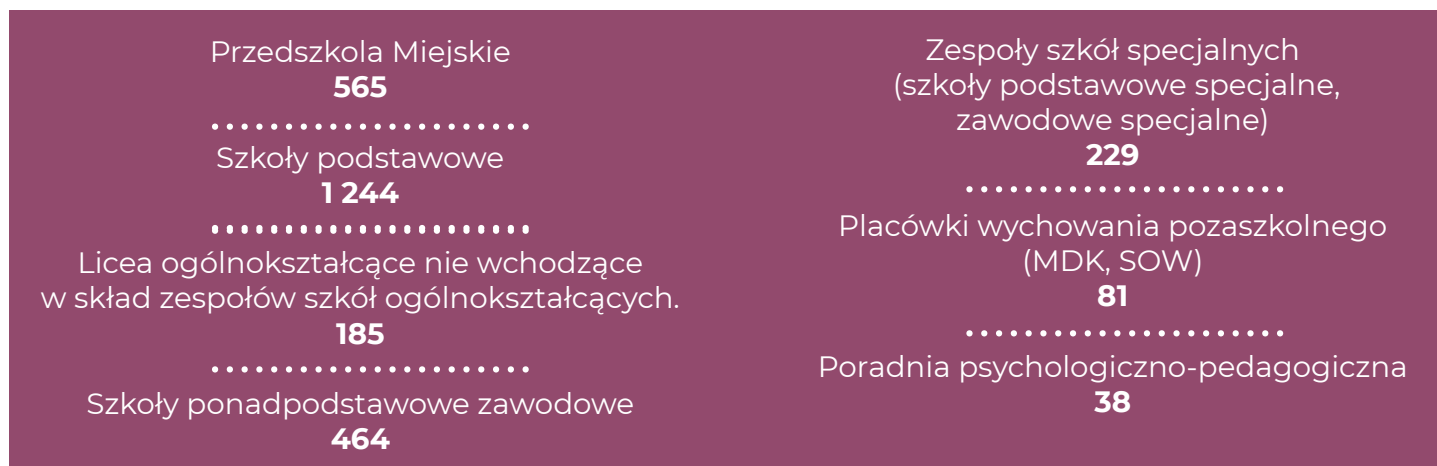 Przedszkola Miejskie
565
Szkoły podstawowe
1 244
Licea ogólnokształcące nie wchodzące
w skład zespołów szkół ogólnokształcących.
185
Szkoły ponadpodstawowe zawodowe
464
Zespoły szkół specjalnych
(szkoły podstawowe specjalne,
zawodowe specjalne)
229
Placówki wychowania pozaszkolnego
(MDK, SOW)
81
Poradnia psychologiczno-pedagogiczna
38